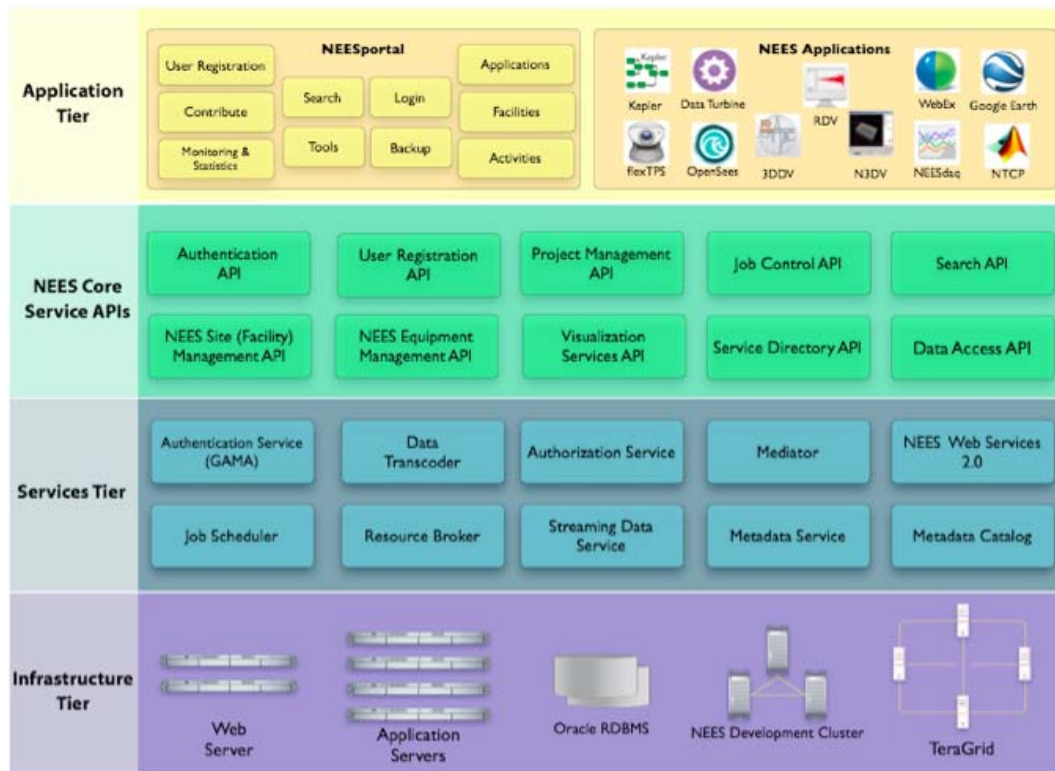 Application
Tier
NEESportal
User Registration
Contribute
Monitoring &
Statistics
Search
Login
Tools
Backup
Applications
Facilities
Activities
NEES Applications
Kepler
Kepler
Data Turbine
RDV
WebEx
Google Earth
flexTPS
OpenSees
3DDV
N3DV
NEESdaq
NTCP
NEES Core
Service APIs
Authentication
API
User Registration
API
Project Management
API
Job Control API
Search API
NEES Site (Facility)
Management API
NEES Equipment
Management API
Visualization
Services API
Service Directory API
Data Access API
Services Tier
Authentication Service
(GAMA)
Data
Transcoder
Authorization Service
Mediator
NEES Web Services
2.0
Job Scheduler
Resource Broker
Streaming Data
Service
Metadata Service
Metadata Catalog
Infrastructure
Tier
Web
Server
Application
Servers
Oracle RDBMS
NEES Development Cluster
TeraGrid